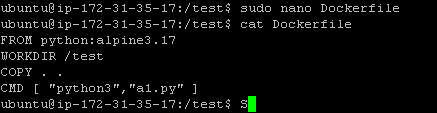 ubuntu@ip-172-31-35-17:/test$ sudo nano Dockerfile
ubuntu@ip-172-31-35-17:/test$ cat Dockerfile
FROM python:alpine3.17
WORKDIR /test
COPY . .
CMD [ "python3","a1.py" ]
ubuntu@ip-172-31-35-17:/test$ S